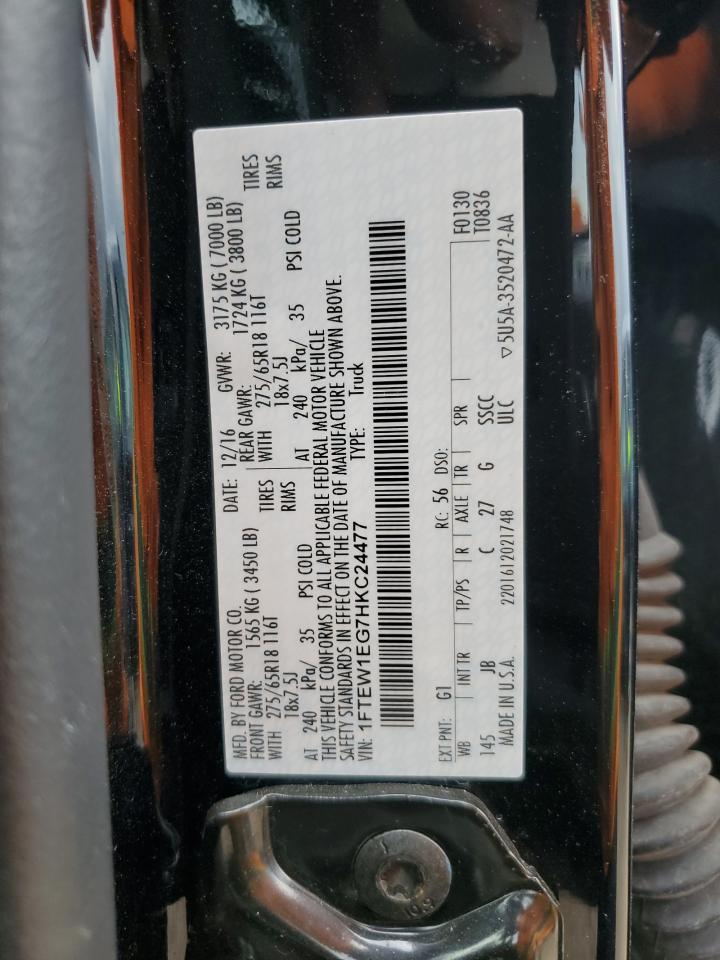 MFD. BY FORD MOTOR CO. DATE: 12/16 GVWR: 3175 KG ( 7000 LB)
FRONT GAWR: 1565 KG ( 3450 LB) REAR GAWR: 1724 KG ( 3800 LB)
WITH 275/65R18 116T TIRES WITH 275/65R18 116T TIRES
18x7.5J RIMS 18x7.5J RIMS
AT 240 kPa/ 35 PSI COLD AT 240 kPa/ 35 PSI COLD
THIS VEHICLE CONFORMS TO ALL APPLICABLE FEDERAL MOTOR VEHICLE
SAFETY STANDARDS IN EFFECT ON THE DATE OF MANUFACTURE SHOWN ABOVE.
VIN: 1FTEW1EG7HKC24477 TYPE: Truck
EXT PNT: G1 RC: 56 DSO: F0130
WB INT TR TP/PS R AXLE TR SPR T0836
145 JB C 27 G SSCC
MADE IN U.S.A. 2201612021748 ULC ▽5U5A-3520472-AA
10.9